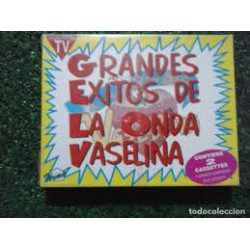 TV
GRANDES
EXITOS DE
LA ONDA
VASELINA
CONTIENE
2
CASSETTES
todocoleccion